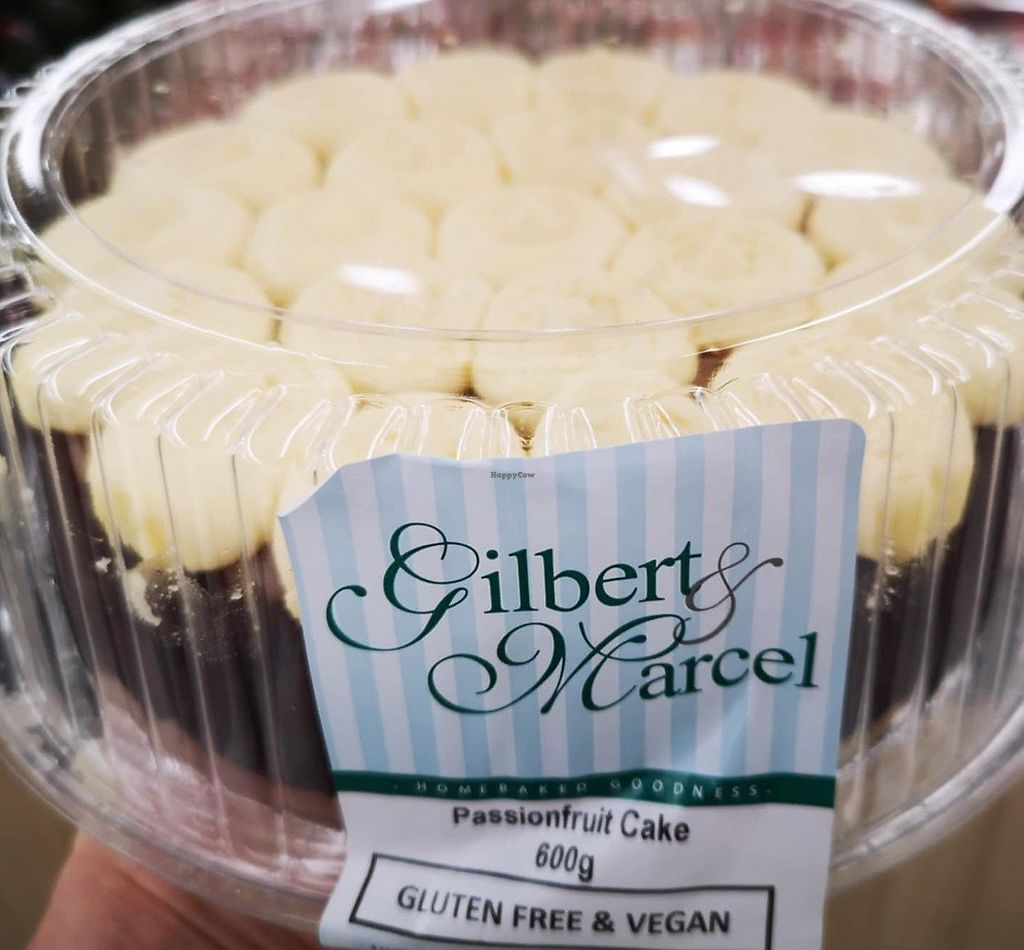 HappyCow
Gilbert &
Marcel
· HOMEBAKED GOODNESS ·
Passionfruit Cake
600g
GLUTEN FREE & VEGAN